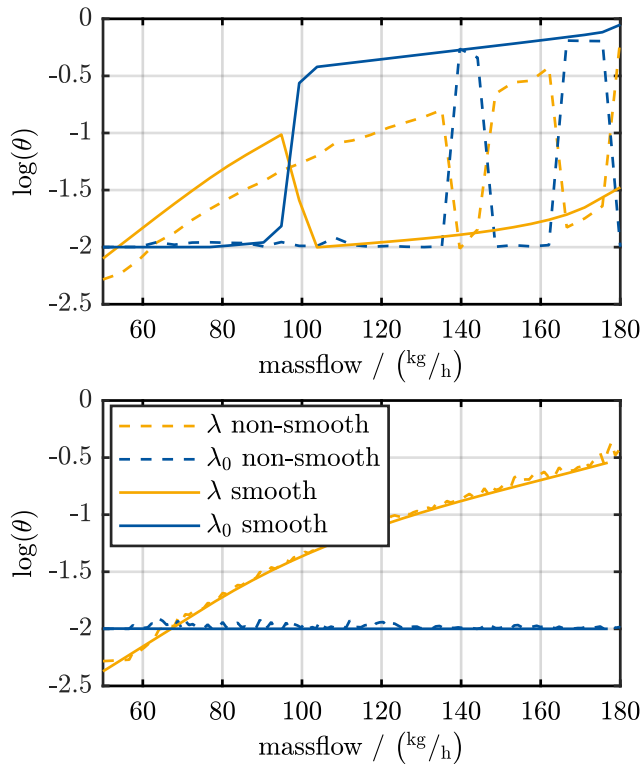 0
-0.5
-1
-1.5
-2
-2.5
log(θ)
60 80 100 120 140 160 180
massflow / (kg/h)
0
-0.5
-1
-1.5
-2
-2.5
log(θ)
λ non-smooth
λ₀ non-smooth
λ smooth
λ₀ smooth
60 80 100 120 140 160 180
massflow / (kg/h)